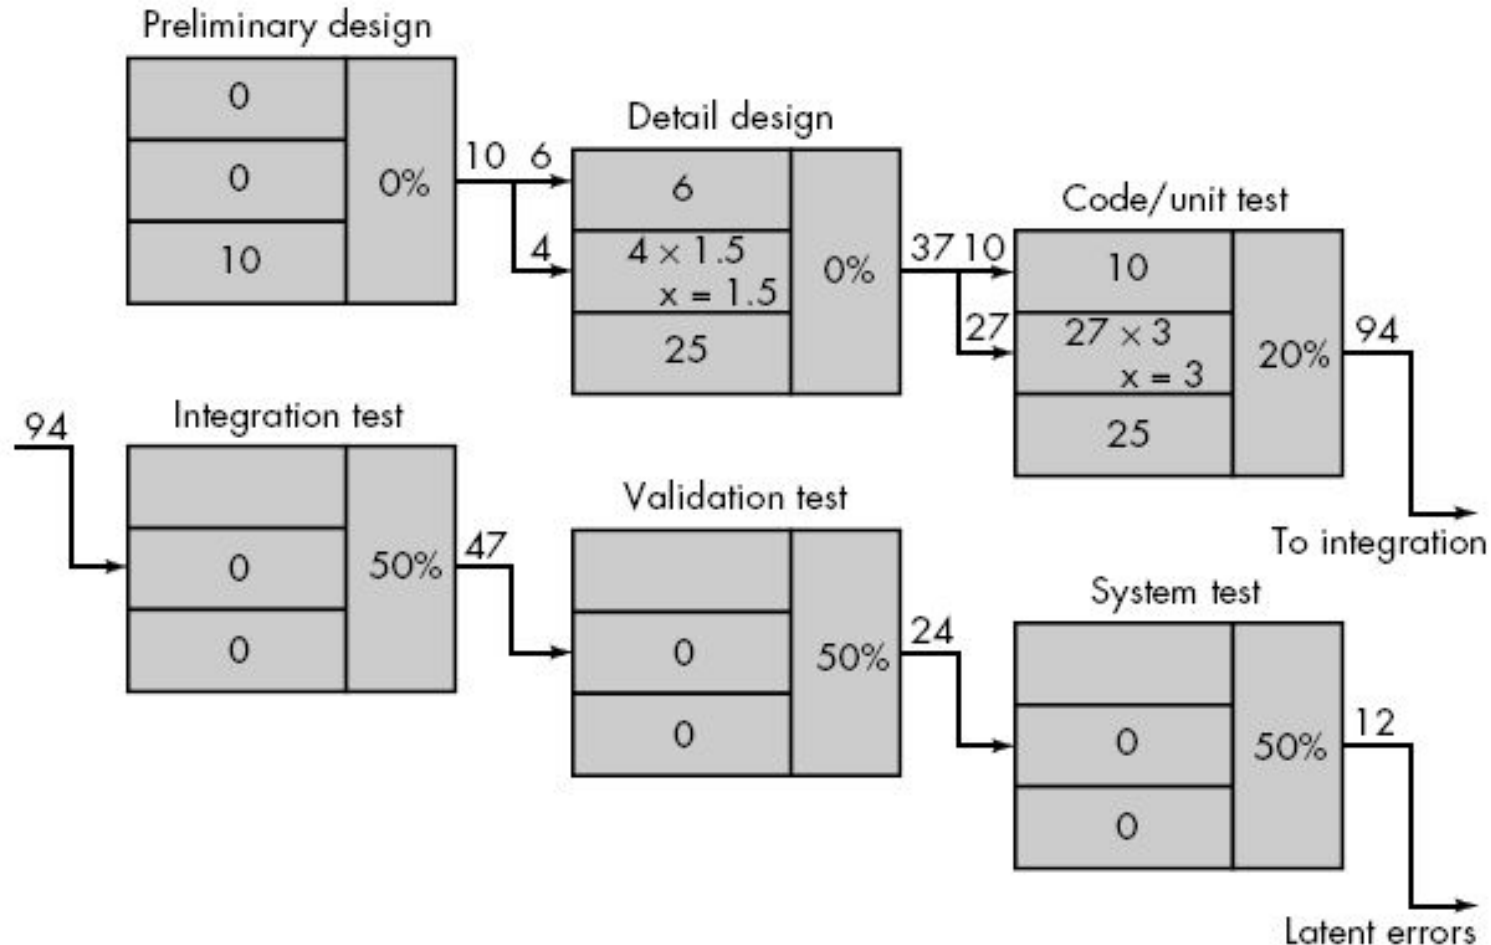 Preliminary design
0
0
10
0%
10 6
4
Detail design
6
4 × 1.5
x = 1.5
25
0%
37 10
27
Code/unit test
10
27 × 3
x = 3
25
20%
94
To integration
94
Integration test
0
0
50%
47
Validation test
0
0
50%
24
System test
0
0
50%
12
Latent errors